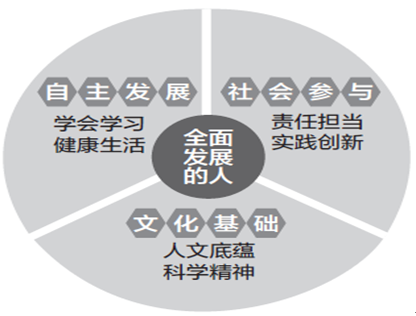 自主发展
学会学习
健康生活
社会参与
责任担当
实践创新
全面
发展
的人
文化基础
人文底蕴
科学精神